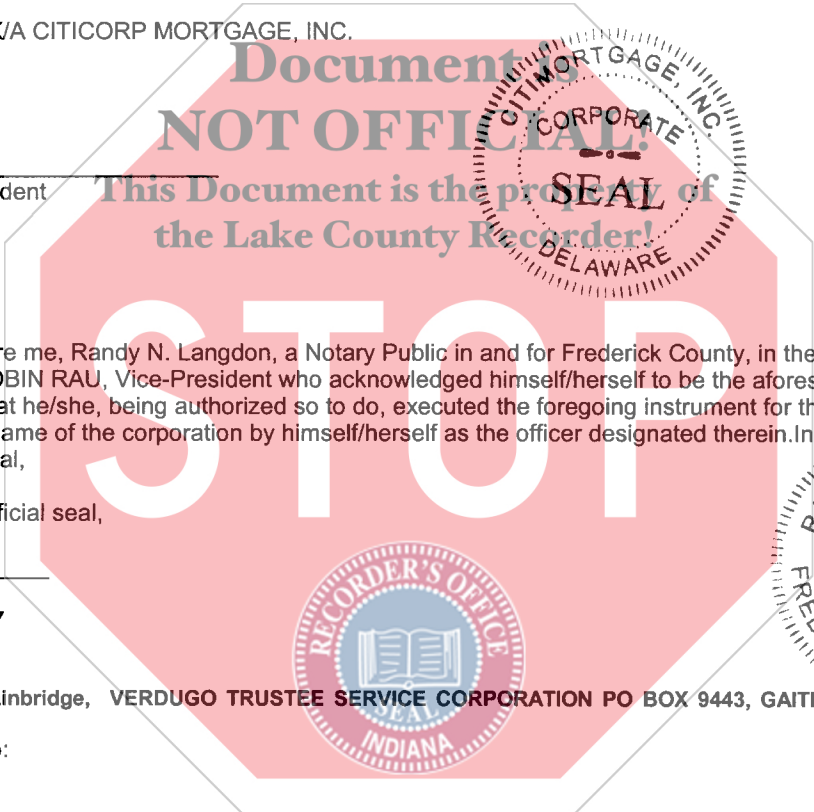 K/A CITICORP MORTGAGE, INC.
Document is
NOT OFFICIAL!
This Document is the property of
the Lake County Recorder!
CITIMORTGAGE, INC.
CORPORATE
SEAL
DELAWARE
dent
STOP
re me, Randy N. Langdon, a Notary Public in and for Frederick County, in the
OBIN RAU, Vice-President who acknowledged himself/herself to be the afores
at he/she, being authorized so to do, executed the foregoing instrument for th
ame of the corporation by himself/herself as the officer designated therein.In
al,
ficial seal,
RECORDER'S OFFICE
SEAL
INDIANA
inbridge, VERDUGO TRUSTEE SERVICE CORPORATION PO BOX 9443, GAITI
: